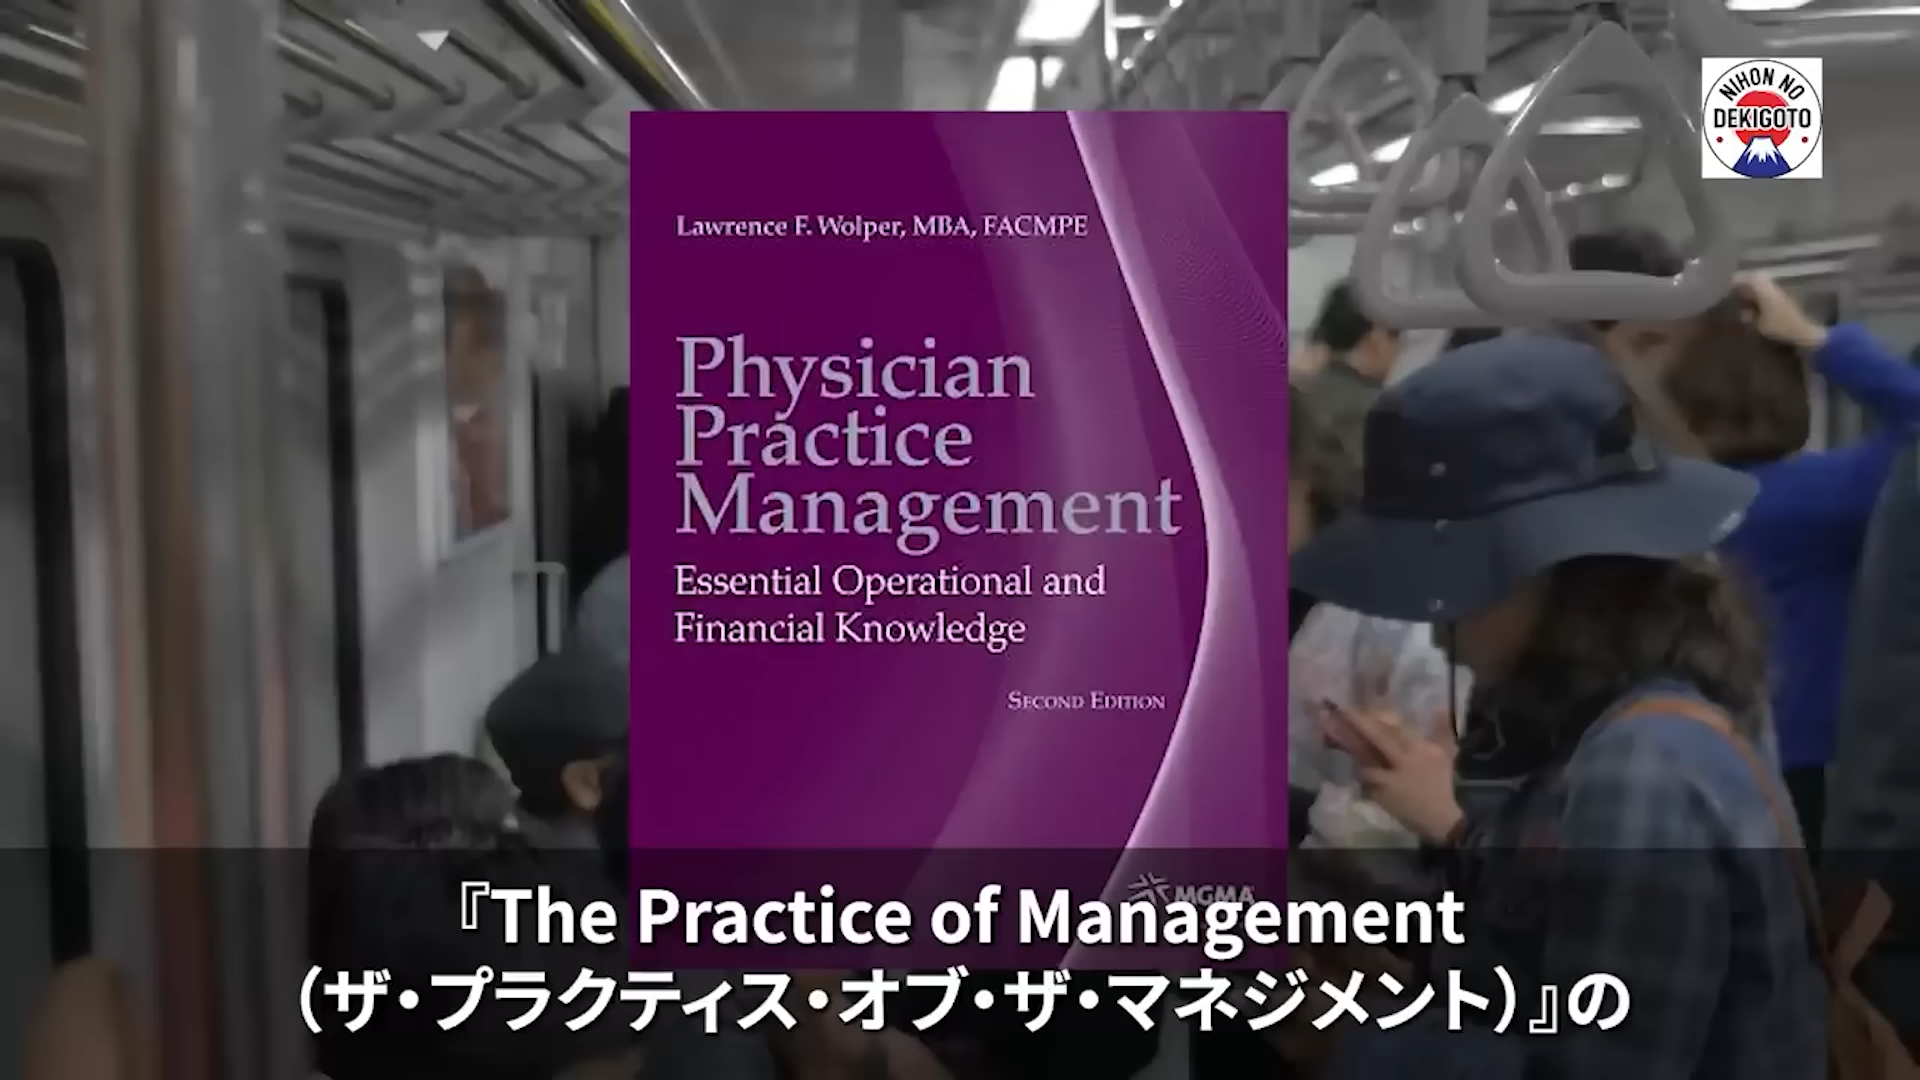 NIHON NO
DEKIGOTO
Lawrence F. Wolper, MBA, FACMPE
Physician
Practice
Management
Essential Operational and
Financial Knowledge
SECOND EDITION
MGMA
『The Practice of Management
（ザ・プラクティス・オブ・ザ・マネジメント）』の